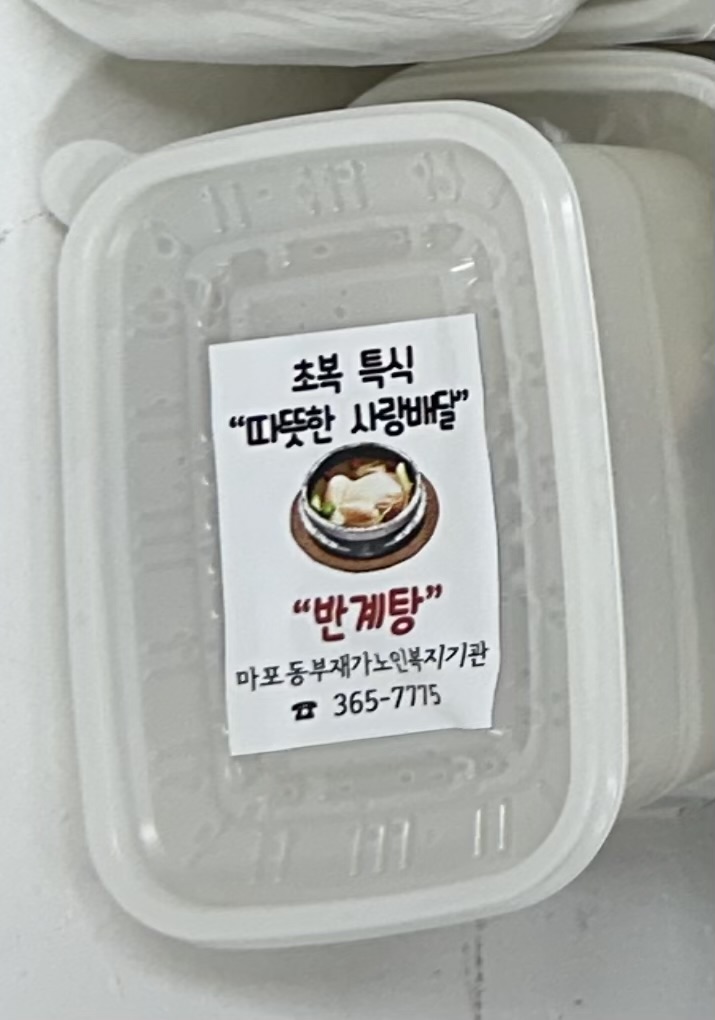 초복 특식
“따뜻한 사랑배달”
“반계탕”
마포동부재가노인복지기관
☎ 365-7775